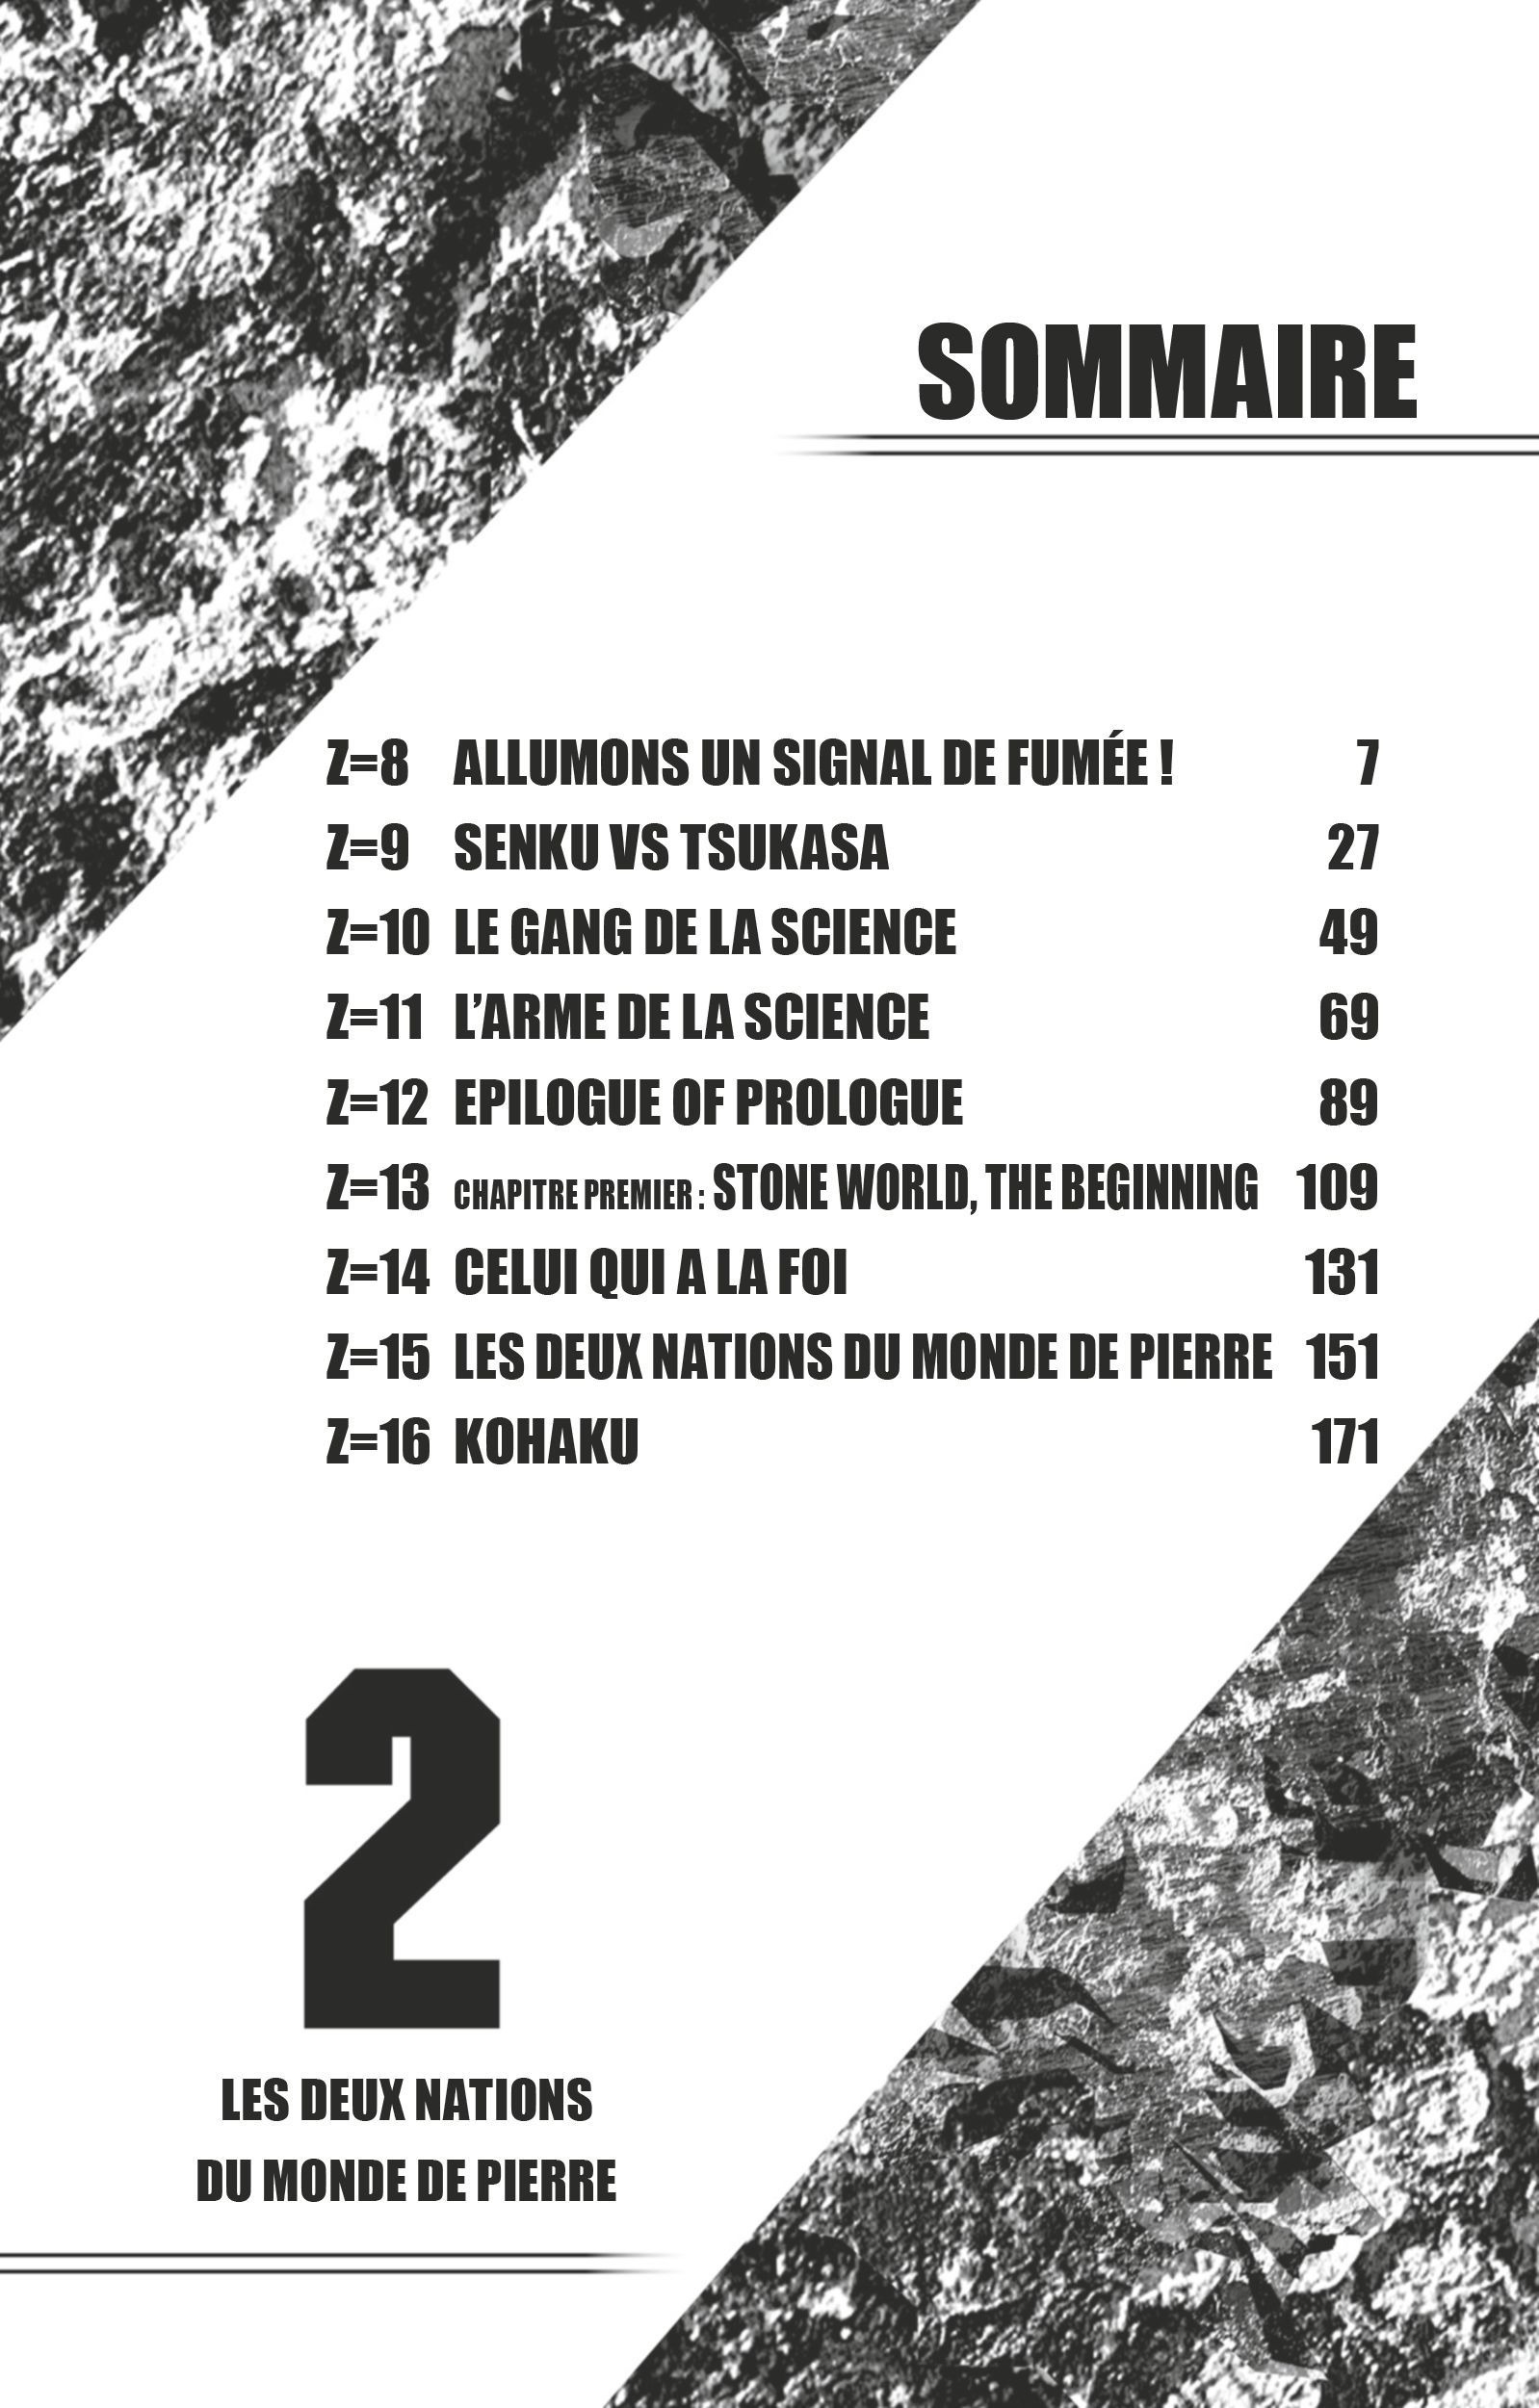 SOMMAIRE
Z=8 ALLUMONS UN SIGNAL DE FUMÉE ! 7
Z=9 SENKU VS TSUKASA 27
Z=10 LE GANG DE LA SCIENCE 49
Z=11 L’ARME DE LA SCIENCE 69
Z=12 EPILOGUE OF PROLOGUE 89
Z=13 CHAPITRE PREMIER : STONE WORLD, THE BEGINNING 109
Z=14 CELUI QUI A LA FOI 131
Z=15 LES DEUX NATIONS DU MONDE DE PIERRE 151
Z=16 KOHAKU 171
2
LES DEUX NATIONS
DU MONDE DE PIERRE